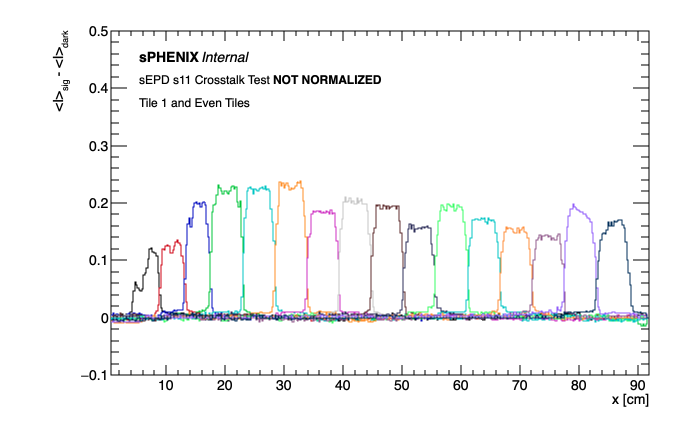 0.5
0.4
0.3
0.2
0.1
0
−0.1
<I>sig - <I>dark
sPHENIX Internal
sEPD s11 Crosstalk Test NOT NORMALIZED
Tile 1 and Even Tiles
10 20 30 40 50 60 70 80 90
x [cm]